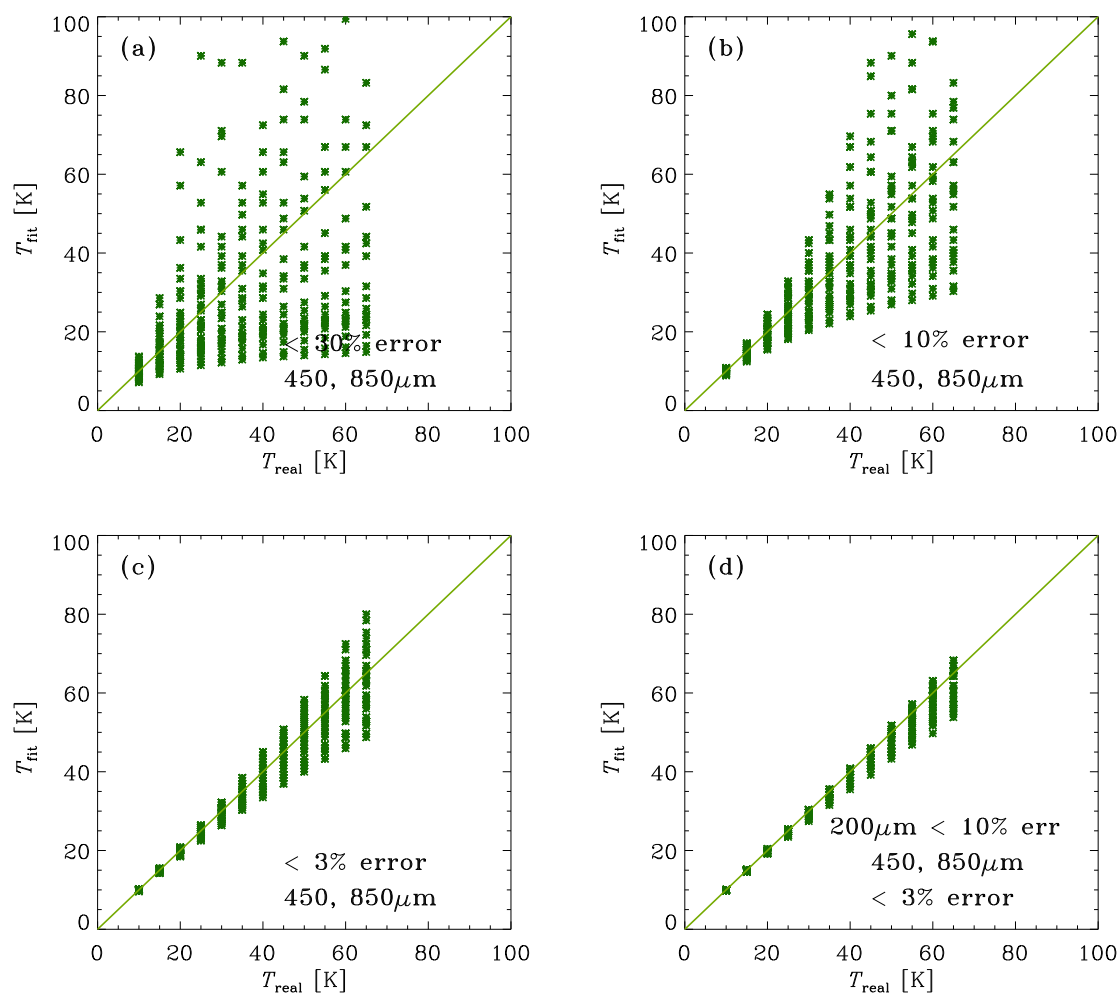 100 (a) 100 (b)
80 80
60 60
T_fit [K] T_fit [K]
40 40
20 20
< 30% error < 10% error
450, 850μm 450, 850μm
0 0
0 20 40 60 80 100 0 20 40 60 80 100
T_real [K] T_real [K]
100 (c) 100 (d)
80 80
60 60
T_fit [K] T_fit [K]
40 40
200μm < 10% err
20 20
< 3% error 450, 850μm
450, 850μm < 3% error
0 0
0 20 40 60 80 100 0 20 40 60 80 100
T_real [K] T_real [K]